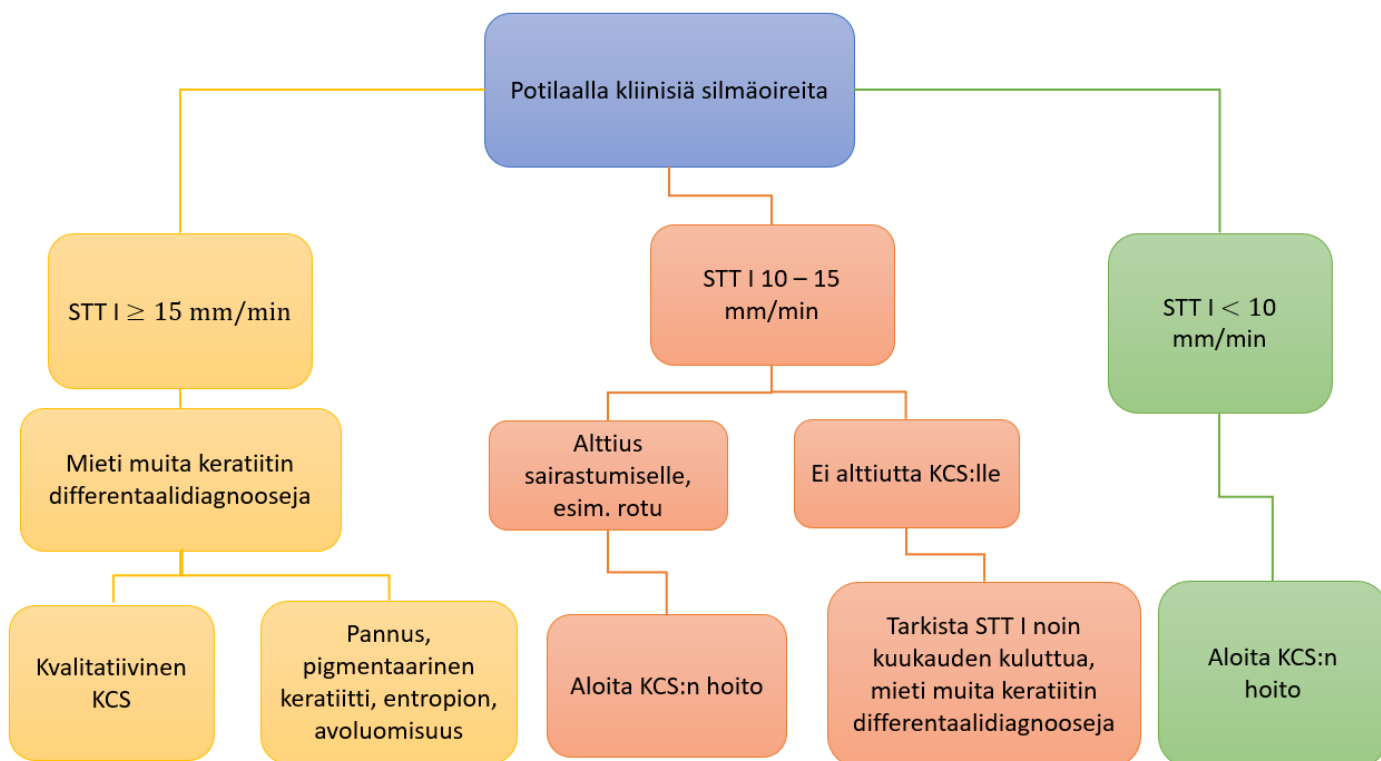 Potilaalla kliinisiä silmäoireita
STT I ≥ 15 mm/min
STT I 10 – 15
mm/min
STT I < 10
mm/min
Mieti muita keratiitin
differentaalidiagnooseja
Alttius
sairastumiselle,
esim. rotu
Ei alttiutta KCS:lle
Kvalitatiivinen
KCS
Pannus,
pigmentaarinen
keratiitti, entropion,
avoluomisuus
Aloita KCS:n hoito
Tarkista STT I noin
kuukauden kuluttua,
mieti muita keratiitin
differentaalidiagnooseja
Aloita KCS:n
hoito